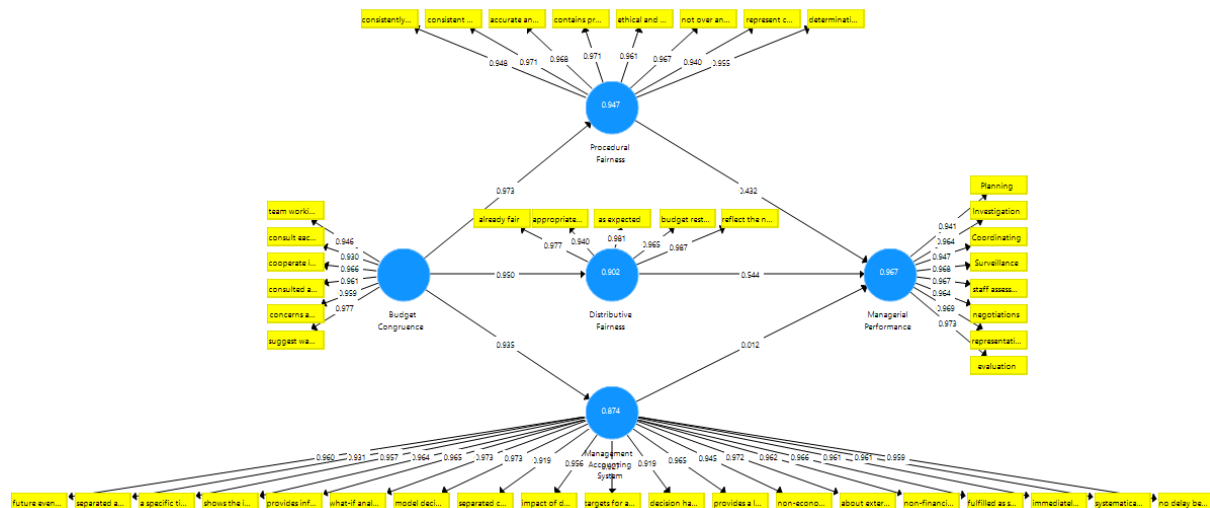 consistently... consistent ... accurate an... contains pr... ethical and ... not over an... represent c... determinati...
0.948 0.971 0.968 0.971 0.961 0.967 0.940 0.955
0.947
Procedural
Fairness
0.973
0.432
team worki...
consult eac...
cooperate i...
consulted a...
concerns a...
suggest wa...
0.946
0.930
0.966
0.961
0.959
0.977
Budget
Congruence
already fair appropriate... as expected budget rest... reflect the n...
0.977 0.940 0.981 0.965 0.987
0.950
0.902
0.544
Distributive
Fairness
0.967
Managerial
Performance
Planning
Investigation
Coordinating
Surveillance
staff assess...
negotiations
representati...
evaluation
0.941
0.964
0.947
0.968
0.967
0.964
0.969
0.973
0.935
0.012
0.874
Management
Accounting
System
0.960 0.931 0.957 0.964 0.965 0.973 0.973 0.919 0.956 0.919 0.965 0.945 0.972 0.962 0.966 0.961 0.961 0.959
future even... separated a... a specific ti... shows the i... provides inf... what-if anal... model deci... separated c... impact of d... targets for a... decision ha... provides a l... non-econo... about exter... non-financi... fulfilled as s... immediatel... systematica... no delay be...